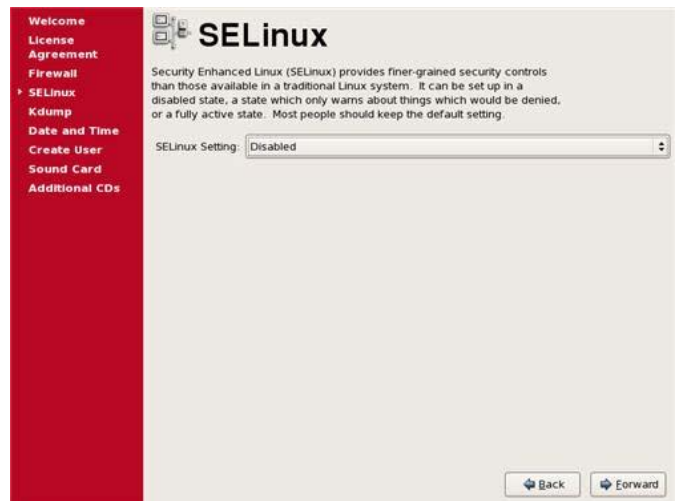 Welcome
License
Agreement
Firewall
SELinux
Kdump
Date and Time
Create User
Sound Card
Additional CDs
SELinux
Security Enhanced Linux (SELinux) provides finer-grained security controls
than those available in a traditional Linux system. It can be set up in a
disabled state, a state which only warns about things which would be denied,
or a fully active state. Most people should keep the default setting.
SELinux Setting: Disabled
Back Forward